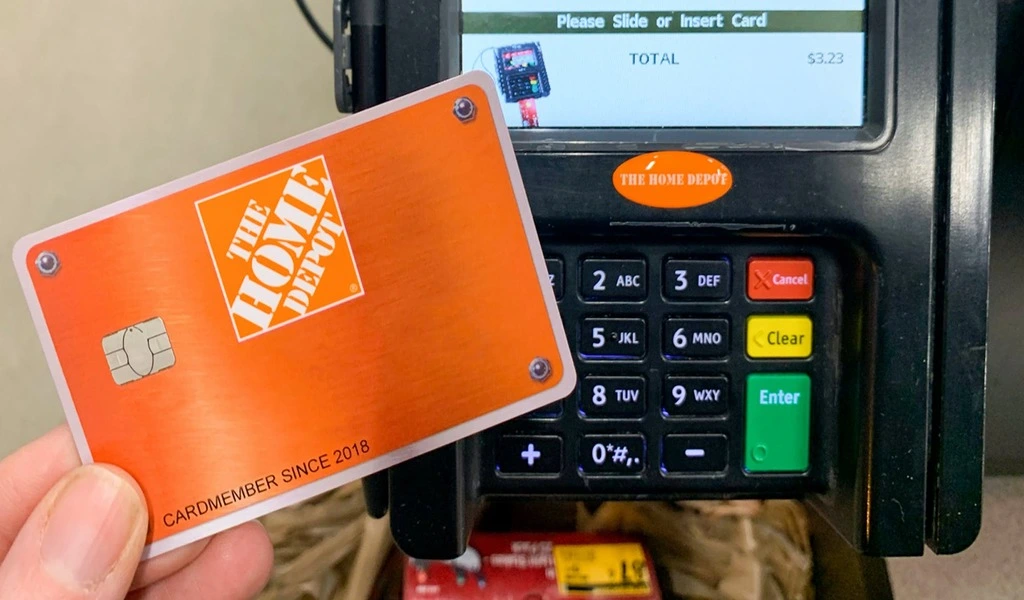 Please Slide or Insert Card
TOTAL $3.23
THE HOME DEPOT
THE
HOME
DEPOT
®
CARDMEMBER SINCE 2018
2 ABC 3 DEF Cancel
5 JKL 6 MNO Clear
8 TUV 9 WXY Enter
+ 0*#,. -